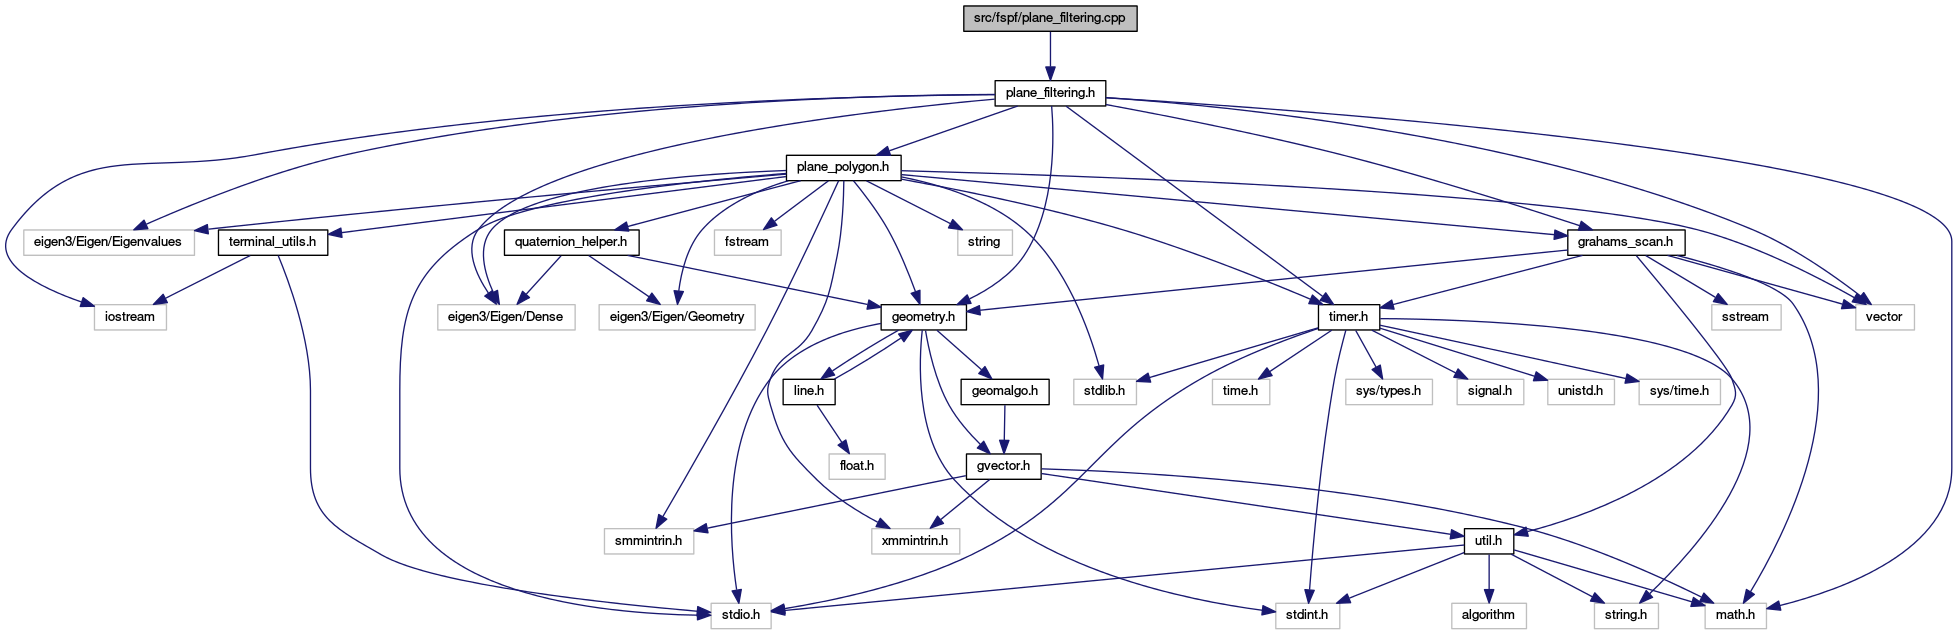 src/fspf/plane_filtering.cpp
plane_filtering.h
plane_polygon.h
eigen3/Eigen/Eigenvalues
terminal_utils.h
quaternion_helper.h
fstream
string
grahams_scan.h
iostream
eigen3/Eigen/Dense
eigen3/Eigen/Geometry
geometry.h
timer.h
sstream
vector
line.h
geomalgo.h
stdlib.h
time.h
sys/types.h
signal.h
unistd.h
sys/time.h
float.h
gvector.h
smmintrin.h
xmmintrin.h
util.h
stdio.h
stdint.h
algorithm
string.h
math.h